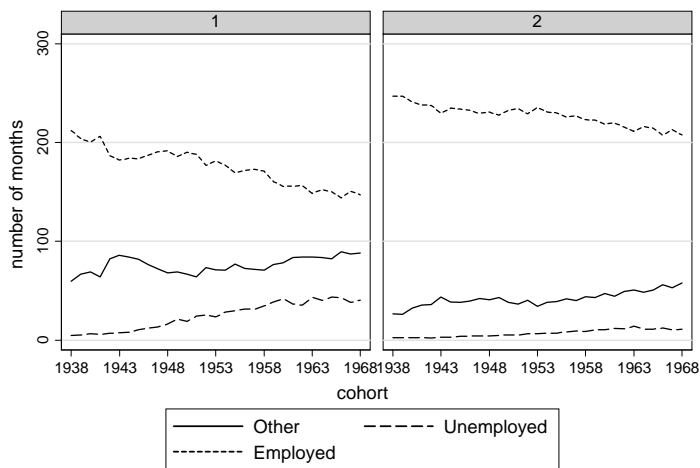 1 2
300
200
100
0
number of months
1938 1943 1948 1953 1958 1963 1968 1938 1943 1948 1953 1958 1963 1968
cohort
Other Unemployed
Employed